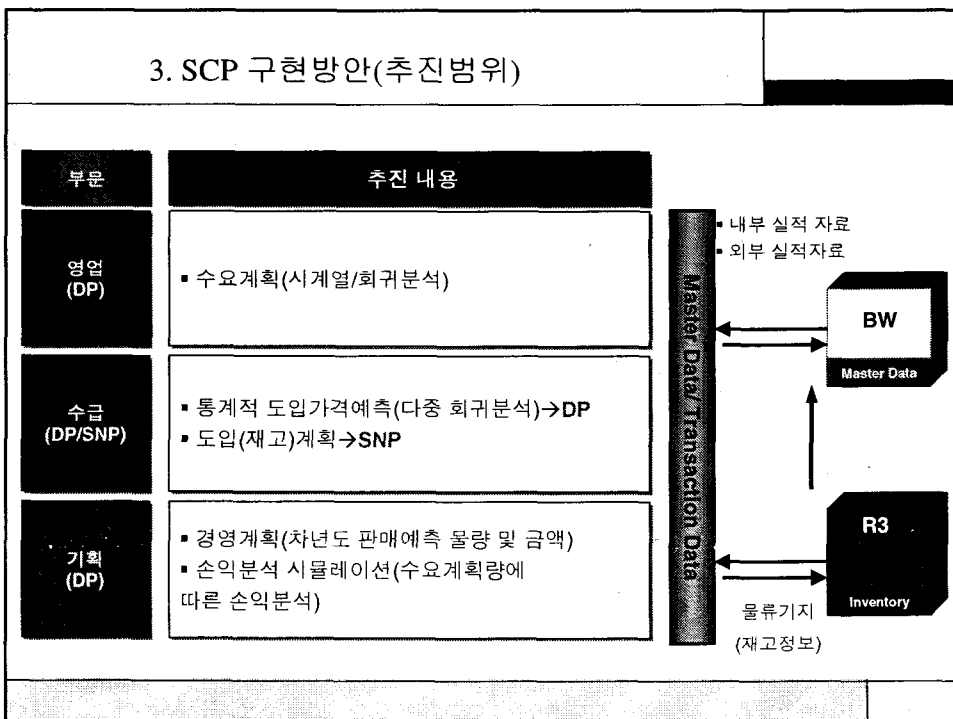 3. SCP 구현방안(추진범위)
부문
추진 내용
영업
(DP)
▪ 수요계획(시계열/회귀분석)
수급
(DP/SNP)
▪ 통계적 도입가격예측(다중 회귀분석)→DP
▪ 도입(재고)계획→SNP
기획
(DP)
▪ 경영계획(차년도 판매예측 물량 및 금액)
▪ 손익분석 시뮬레이션(수요계획량에
따른 손익분석)
Master Data/ Transaction Data
▪ 내부 실적 자료
▪ 외부 실적자료
BW
Master Data
R3
Inventory
물류기지
(재고정보)